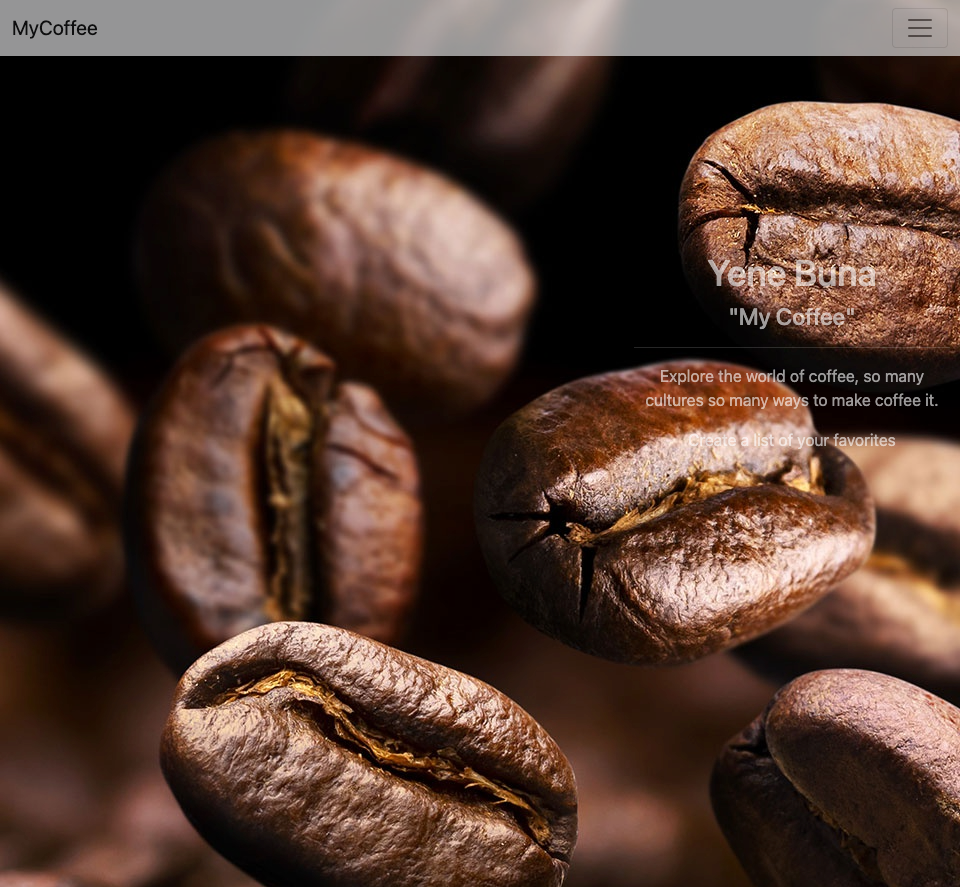 MyCoffee
Yene Buna
"My Coffee"
Explore the world of coffee, so many
cultures so many ways to make coffee it.
Create a list of your favorites